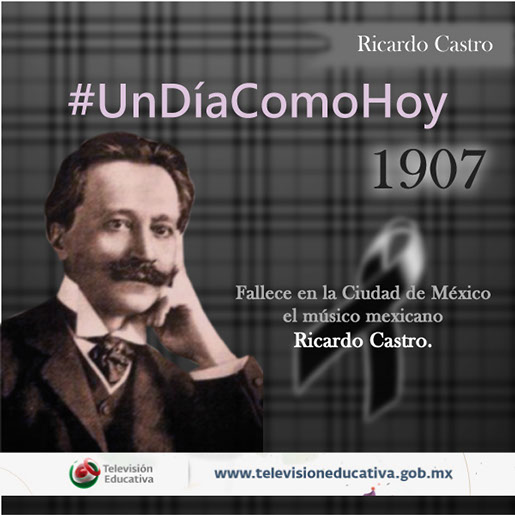 Ricardo Castro
#UnDíaComoHoy
1907
Fallece en la Ciudad de México
el músico mexicano
Ricardo Castro.
Televisión
Educativa
www.televisioneducativa.gob.mx